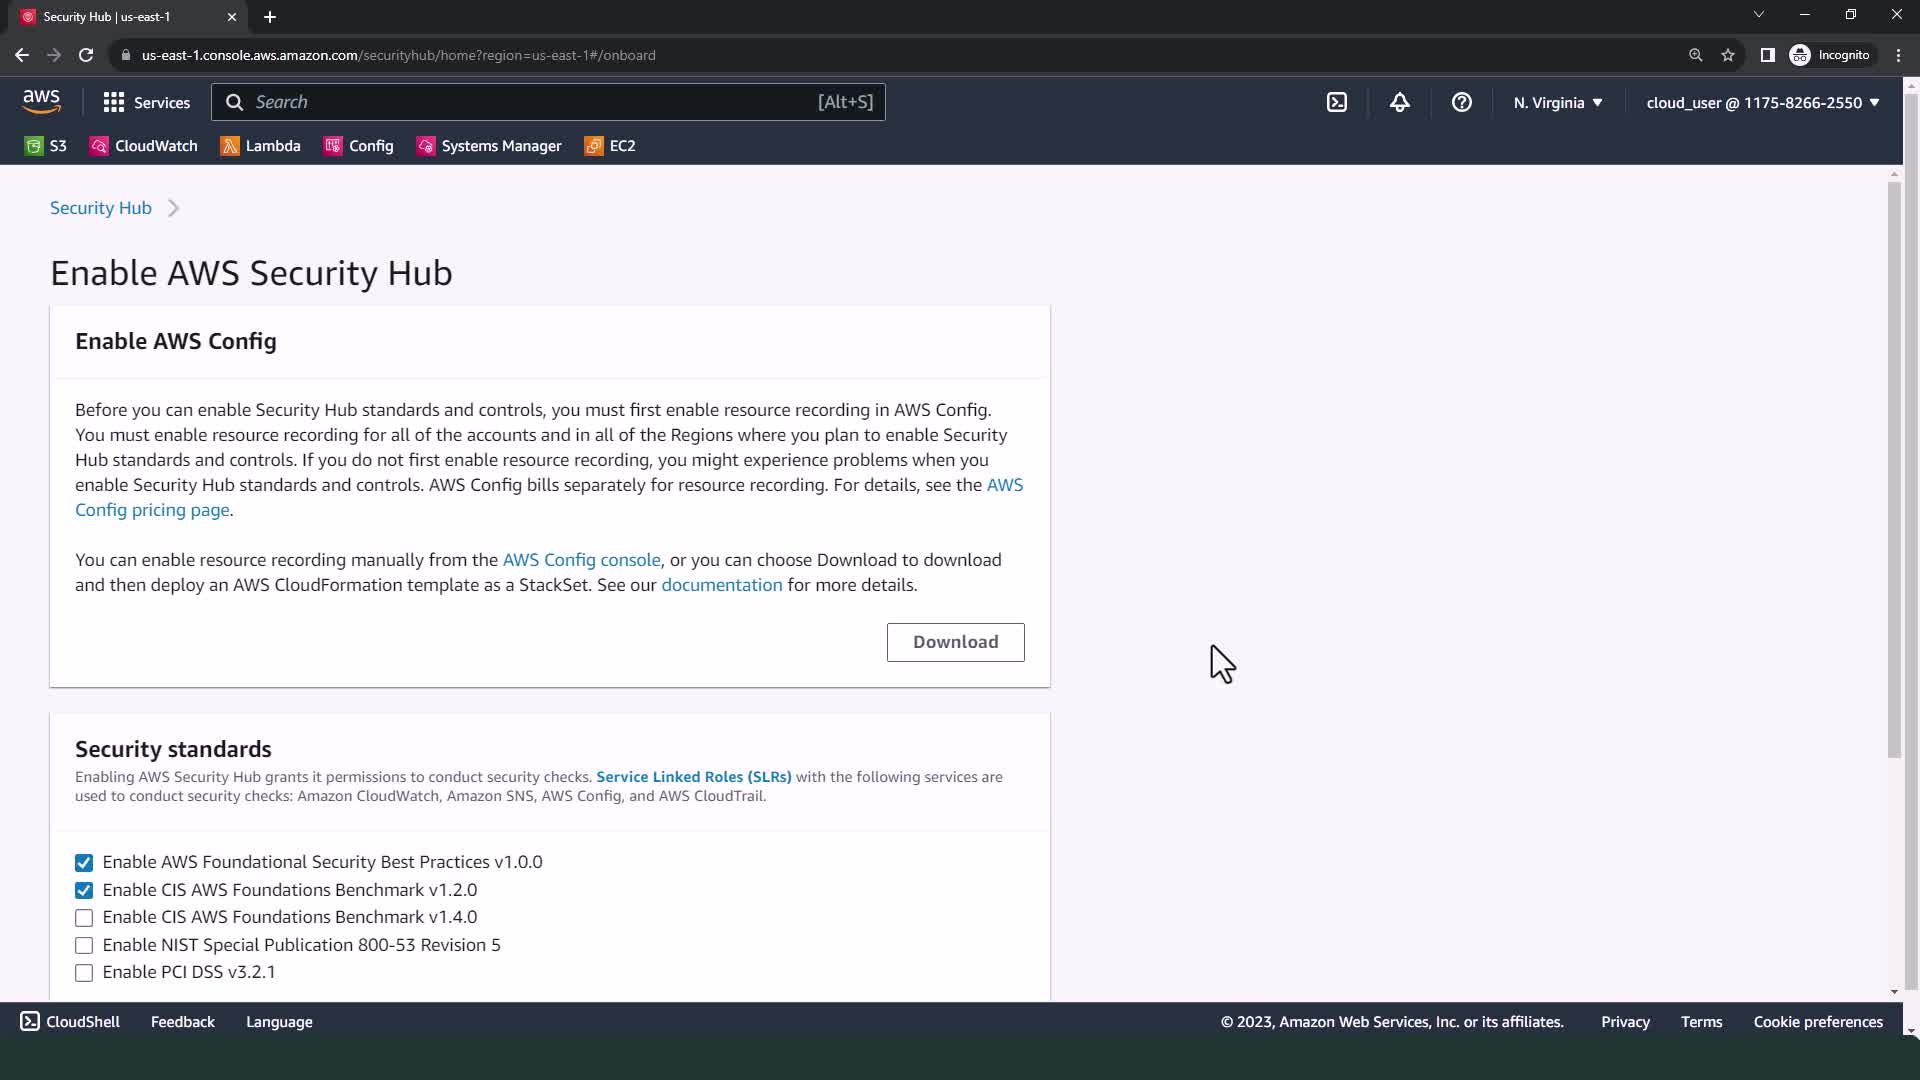 Security Hub | us-east-1
us-east-1.console.aws.amazon.com/securityhub/home?region=us-east-1#/onboard
Incognito
aws
Services
Search
[Alt+S]
N. Virginia
cloud_user @ 1175-8266-2550
S3
CloudWatch
Lambda
Config
Systems Manager
EC2
Security Hub
Enable AWS Security Hub
Enable AWS Config
Before you can enable Security Hub standards and controls, you must first enable resource recording in AWS Config.
You must enable resource recording for all of the accounts and in all of the Regions where you plan to enable Security
Hub standards and controls. If you do not first enable resource recording, you might experience problems when you
enable Security Hub standards and controls. AWS Config bills separately for resource recording. For details, see the AWS
Config pricing page.
You can enable resource recording manually from the AWS Config console, or you can choose Download to download
and then deploy an AWS CloudFormation template as a StackSet. See our documentation for more details.
Download
Security standards
Enabling AWS Security Hub grants it permissions to conduct security checks. Service Linked Roles (SLRs) with the following services are
used to conduct security checks: Amazon CloudWatch, Amazon SNS, AWS Config, and AWS CloudTrail.
Enable AWS Foundational Security Best Practices v1.0.0
Enable CIS AWS Foundations Benchmark v1.2.0
Enable CIS AWS Foundations Benchmark v1.4.0
Enable NIST Special Publication 800-53 Revision 5
Enable PCI DSS v3.2.1
CloudShell
Feedback
Language
© 2023, Amazon Web Services, Inc. or its affiliates.
Privacy
Terms
Cookie preferences